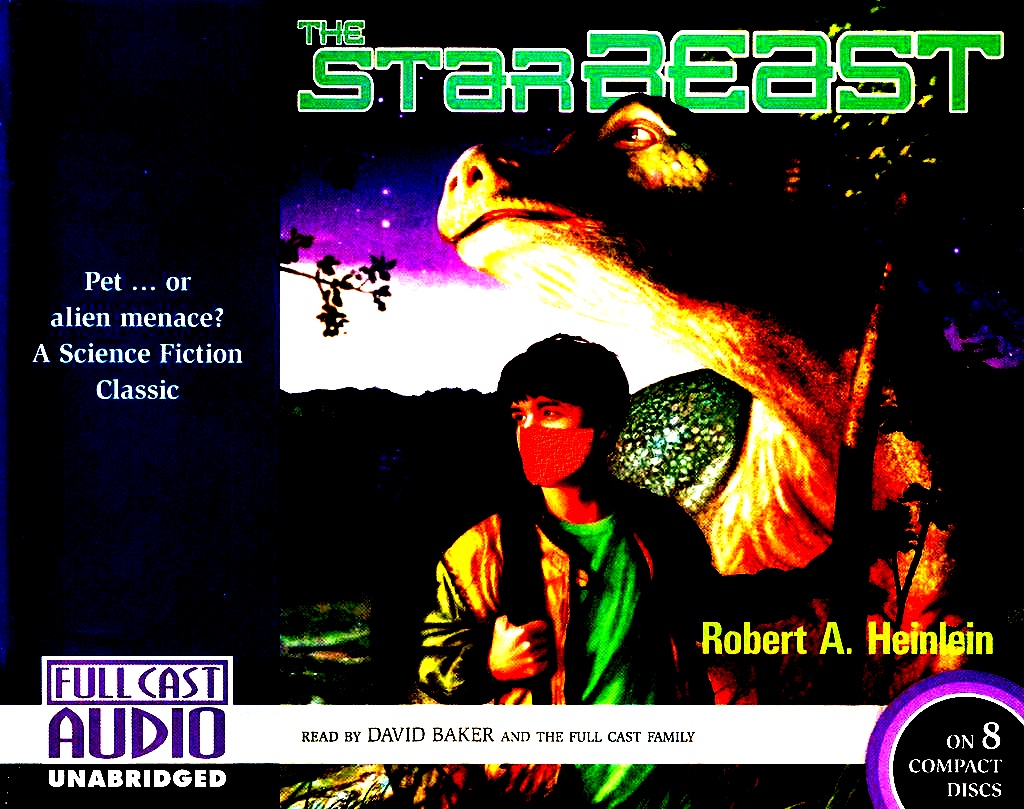 THE
STAR BEAST
Pet ... or
alien menace?
A Science Fiction
Classic
Robert A. Heinlein
FULL CAST
AUDIO
UNABRIDGED
READ BY DAVID BAKER AND THE FULL CAST FAMILY
ON 8
COMPACT
DISCS